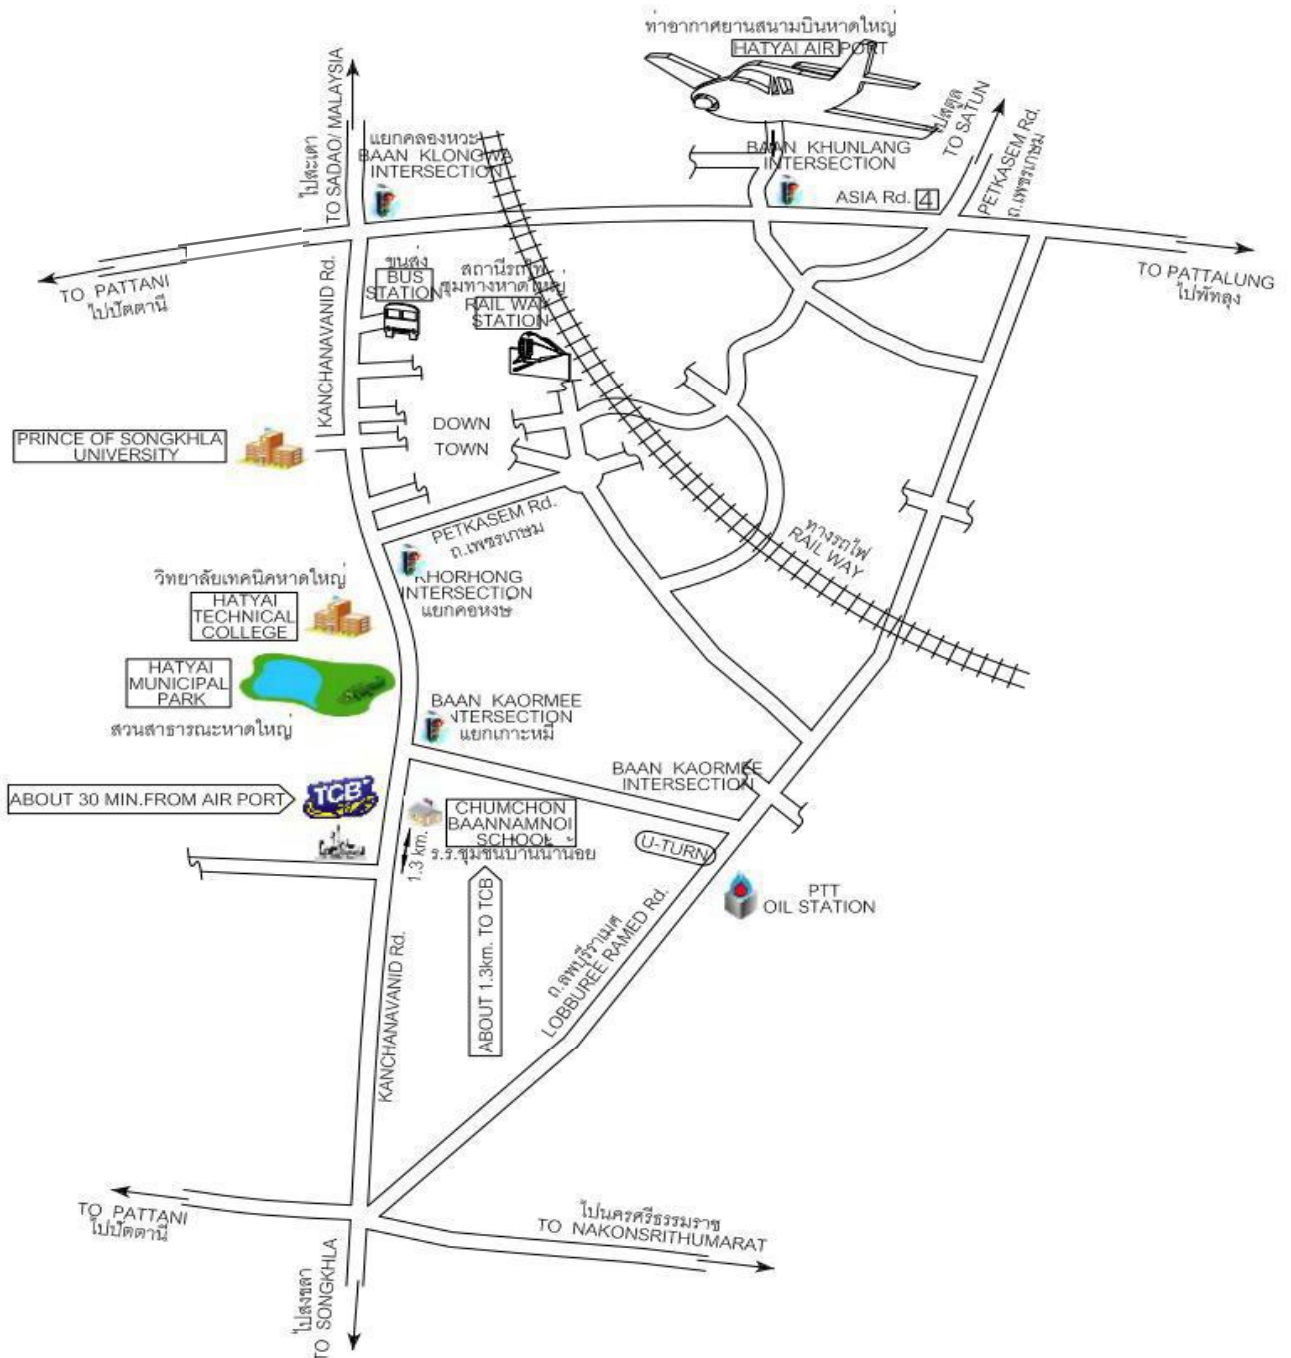 ท่าอากาศยานสนามบินหาดใหญ่
HATYAI AIR PORT
ไปสะเดา
TO SADAO/ MALAYSIA
แยกคลองหวะ
BAAN KLONGWA
INTERSECTION
BAAN KHUNLANG
INTERSECTION
ไปสตูล
TO SATUN
PETKASEM Rd.
ถ.เพชรเกษม
ASIA Rd. 4
TO PATTANI
ไปปัตตานี
KANCHANAVANID Rd.
ขนส่ง
BUS
STATION
สถานีรถไฟ
ชุมทางหาดใหญ่
RAIL WAY
STATION
TO PATTALUNG
ไปพัทลุง
DOWN
TOWN
PRINCE OF SONGKHLA
UNIVERSITY
PETKASEM Rd.
ถ.เพชรเกษม
ทางรถไฟ
RAIL WAY
KHORHONG
INTERSECTION
แยกคอหงษ์
วิทยาลัยเทคนิคหาดใหญ่
HATYAI
TECHNICAL
COLLEGE
HATYAI
MUNICIPAL
PARK
สวนสาธารณะหาดใหญ่
BAAN KAORMEE
INTERSECTION
แยกเกาะหมี
BAAN KAORMEE
INTERSECTION
ABOUT 30 MIN.FROM AIR PORT
TCB
1.3 km.
CHUMCHON
BAANNAMNOI
SCHOOL
ร.ร.ชุมชนบ้านน้ำน้อย
U-TURN
PTT
OIL STATION
ABOUT 1.3km. TO TCB
ถ.ลพบุรีราเมศ
LOBBUREE RAMED Rd.
KANCHANAVANID Rd.
TO PATTANI
ไปปัตตานี
ไปนครศรีธรรมราช
TO NAKONSRITHUMARAT
ไปสงขลา
TO SONGKHLA